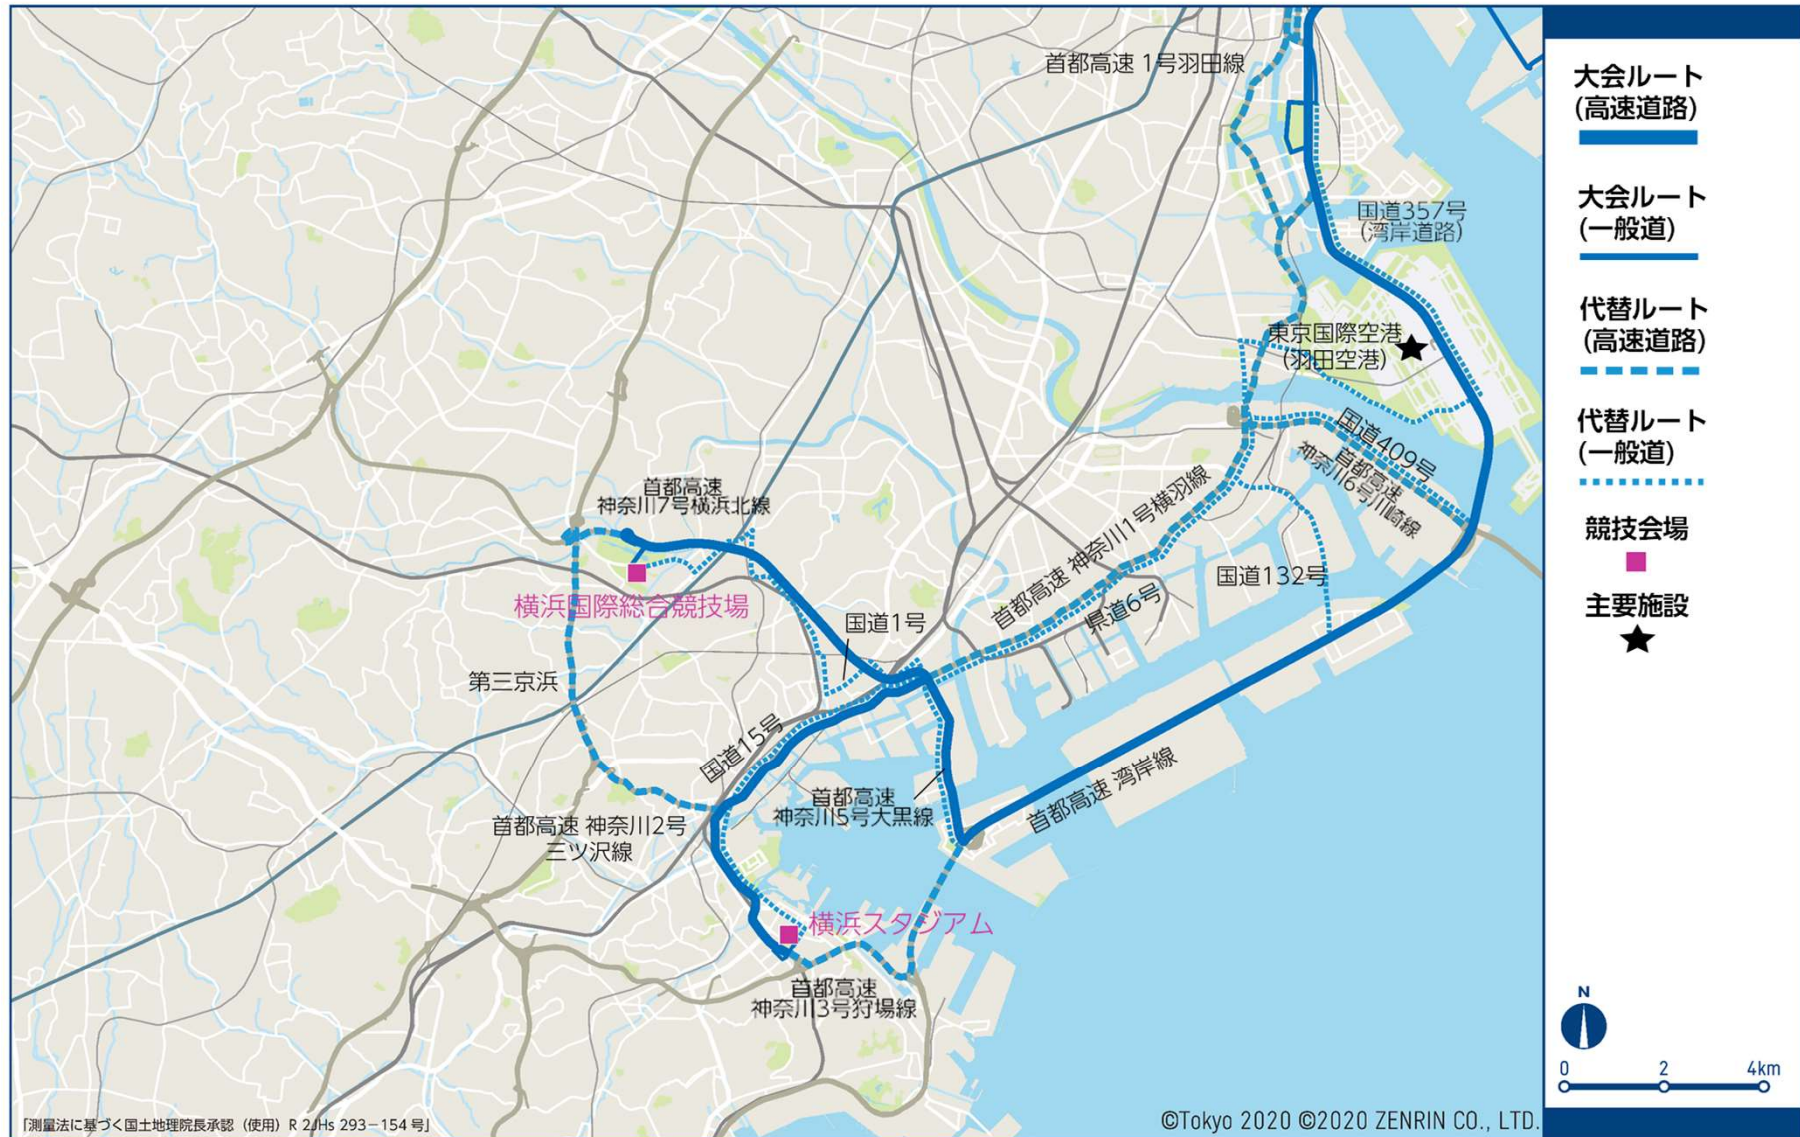 首都高速 1号羽田線
国道357号
(湾岸道路)
東京国際空港
(羽田空港)
国道409号
首都高速
神奈川6号川崎線
首都高速
神奈川7号横浜北線
首都高速 神奈川1号横羽線
国道132号
県道6号
横浜国際総合競技場
国道1号
第三京浜
国道15号
首都高速
神奈川5号大黒線
首都高速 湾岸線
首都高速 神奈川2号
三ツ沢線
横浜スタジアム
首都高速
神奈川3号狩場線
「測量法に基づく国土地理院長承認（使用）R 2JHs 293－154号」
©Tokyo 2020 ©2020 ZENRIN CO., LTD.
大会ルート
(高速道路)
大会ルート
(一般道)
代替ルート
(高速道路)
代替ルート
(一般道)
競技会場
主要施設
N
0 2 4km